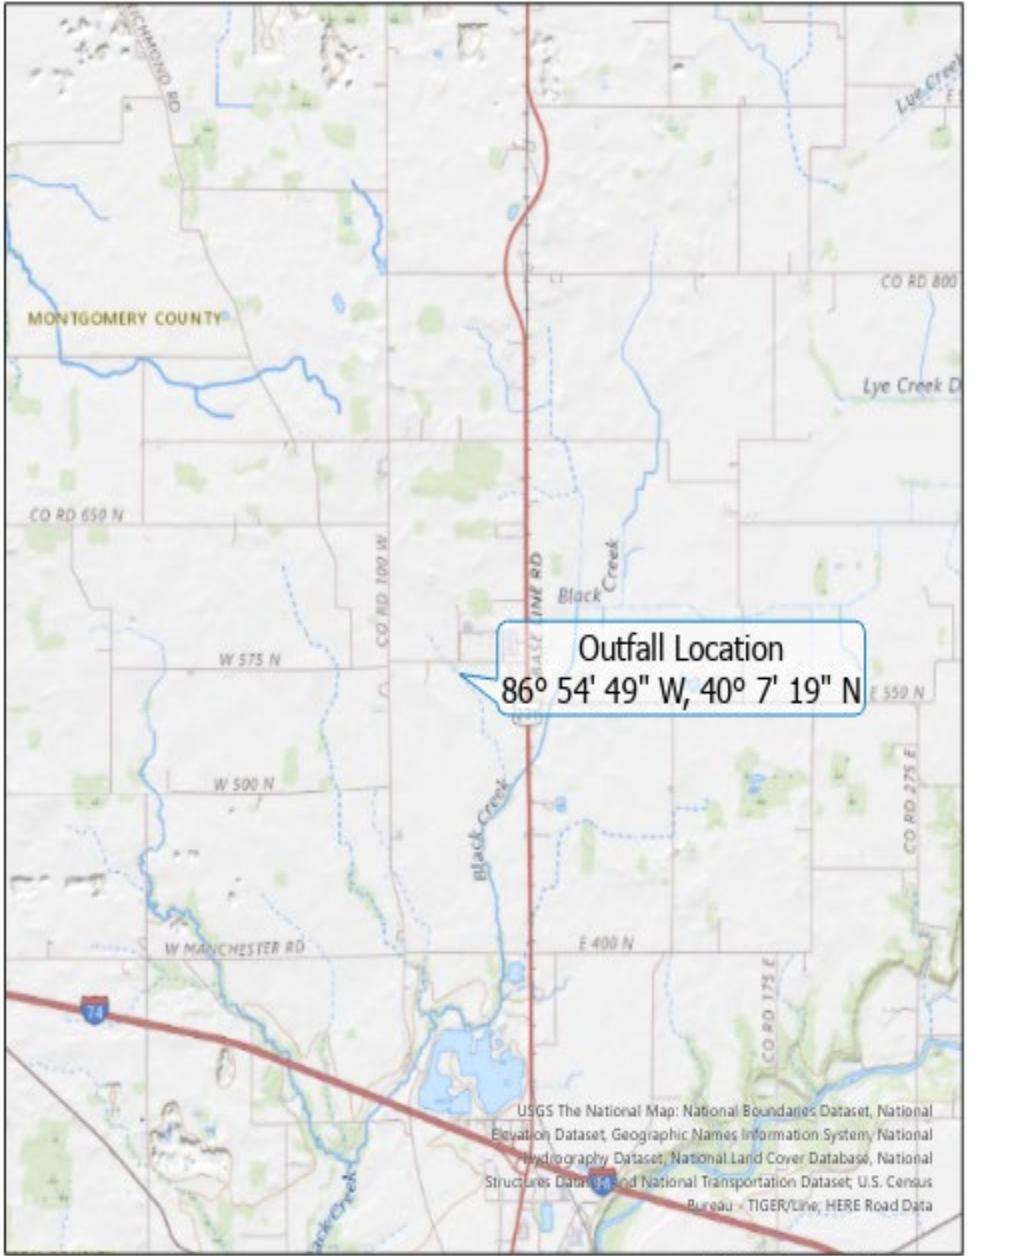 RICHMOND RD
Lye Creek
CO RD 800
MONTGOMERY COUNTY
Lye Creek D
CO RD 650 N
CO RD 100 W
BASE LINE RD
Black
Creek
Outfall Location
86º 54' 49" W, 40º 7' 19" N
W 575 N
E 550 N
231
W 500 N
CO RD 275 E
Black Creek
W MANCHESTER RD
E 400 N
CO RD 175 E
74
USGS The National Map: National Boundaries Dataset, National
Elevation Dataset, Geographic Names Information System, National
Hydrography Dataset, National Land Cover Database, National
Structures Dataset, and National Transportation Dataset; U.S. Census
Bureau - TIGER/Line; HERE Road Data
74
ack Creek
COUNTY